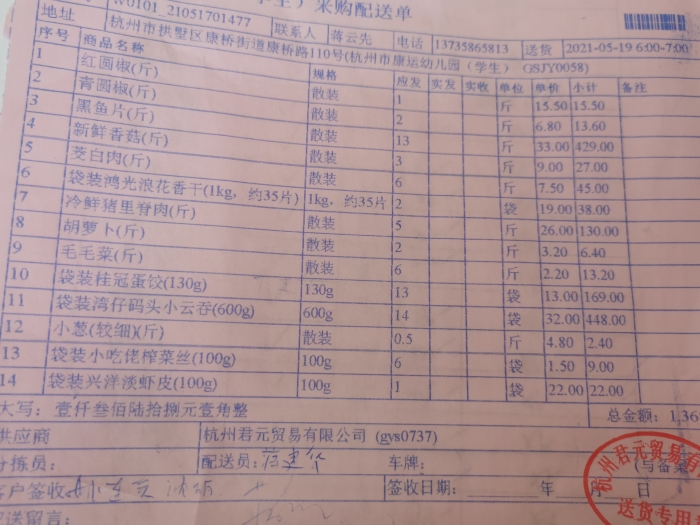 学生）采购配送单
W0101_21051701477 联系人 蒋云先 电话 13735865813 送货 2021-05-19 6:00-7:00
地址 杭州市拱墅区康桥街道康桥路110号(杭州市康运幼儿园（学生） GSJY0058)
序号 商品名称 规格 应发 实发 实收 单位 单价 小计 备注
1 红圆椒(斤) 散装 1 斤 15.50 15.50
2 青圆椒(斤) 散装 2 斤 6.80 13.60
3 黑鱼片(斤) 散装 13 斤 33.00 429.00
4 新鲜香菇(斤) 散装 3 斤 9.00 27.00
5 茭白肉(斤) 散装 6 斤 7.50 45.00
6 袋装鸿光浪花香干(1kg，约35片) 1kg，约35片 2 袋 19.00 38.00
7 冷鲜猪里脊肉(斤) 散装 5 斤 26.00 130.00
8 胡萝卜(斤) 散装 2 斤 3.20 6.40
9 毛毛菜(斤) 散装 6 斤 2.20 13.20
10 袋装桂冠蛋饺(130g) 130g 13 袋 13.00 169.00
11 袋装湾仔码头小云吞(600g) 600g 14 袋 32.00 448.00
12 小葱(较细)(斤) 散装 0.5 斤 4.80 2.40
13 袋装小吃佬榨菜丝(100g) 100g 6 袋 1.50 9.00
14 袋装兴洋淡虾皮(100g) 100g 1 袋 22.00 22.00
大写：壹仟叁佰陆拾捌元壹角整 总金额：1,36
供应商 杭州君元贸易有限公司 (gys0737)
分拣员： 配送员： 车牌： (与备案
客户签收 签收日期： 年 月 日
配送留言：
杭州君元贸易有
送货专用